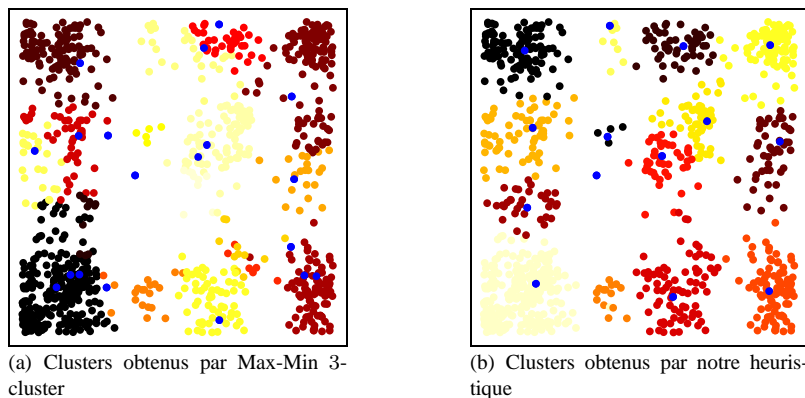 (a) Clusters obtenus par Max-Min 3-
cluster
(b) Clusters obtenus par notre heuris-
tique